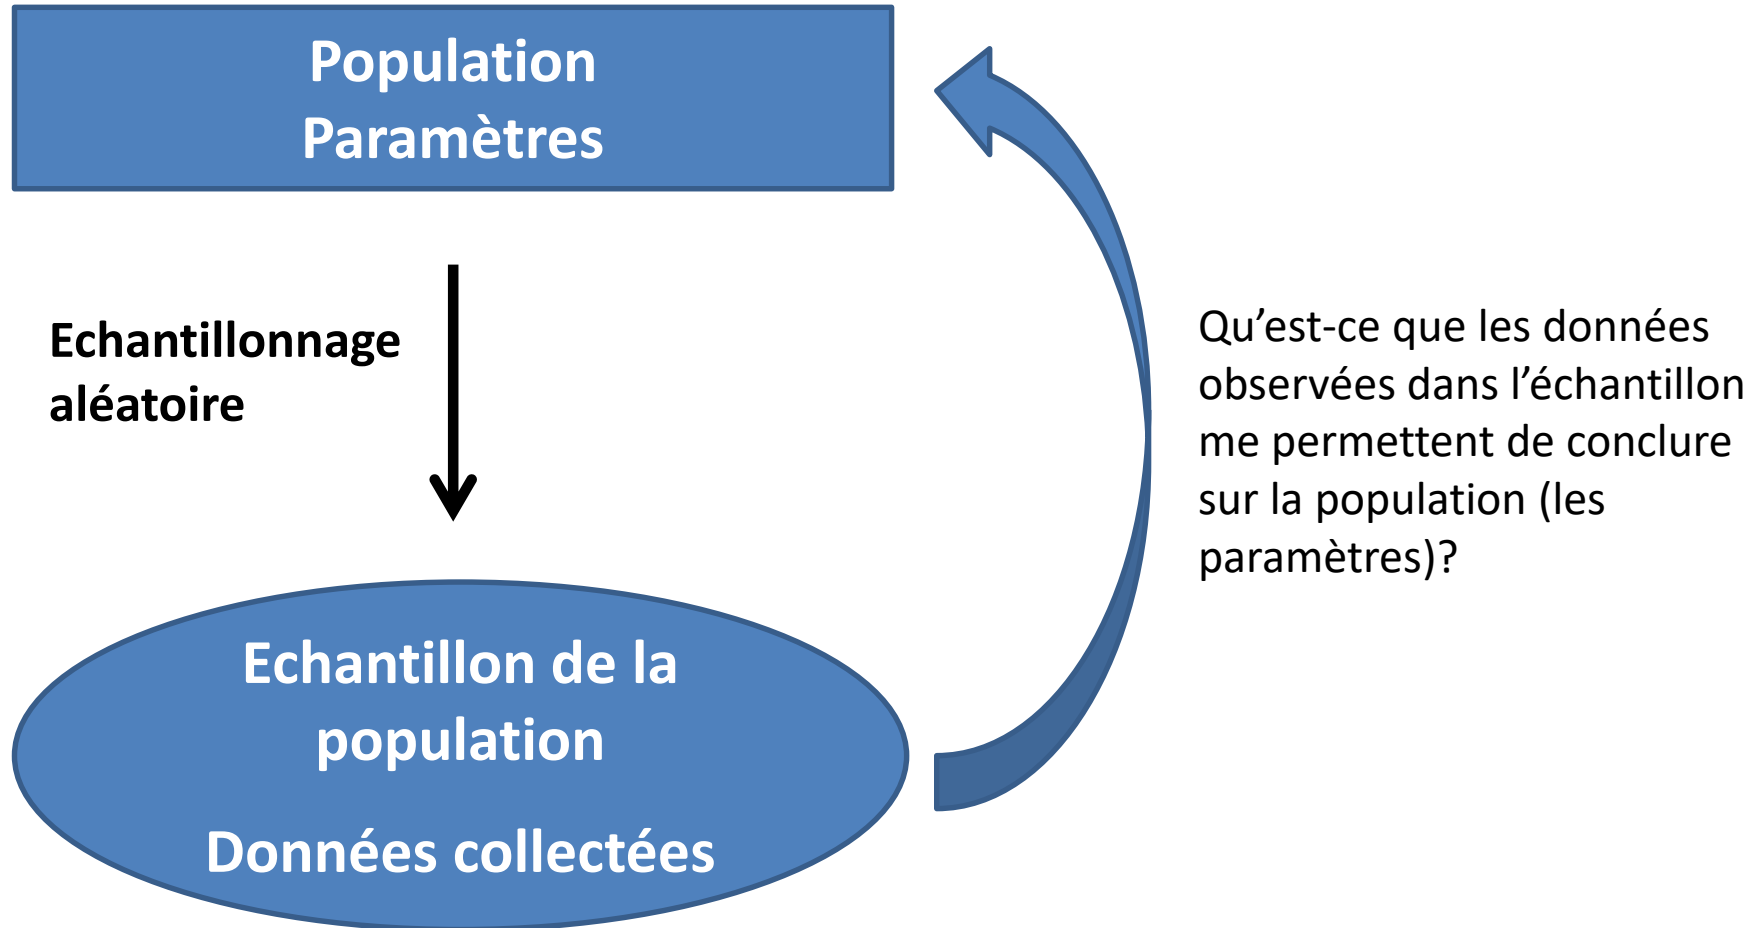 Population
Paramètres
Echantillonnage
aléatoire
Qu’est-ce que les données
observées dans l’échantillon
me permettent de conclure
sur la population (les
paramètres)?
Echantillon de la
population
Données collectées